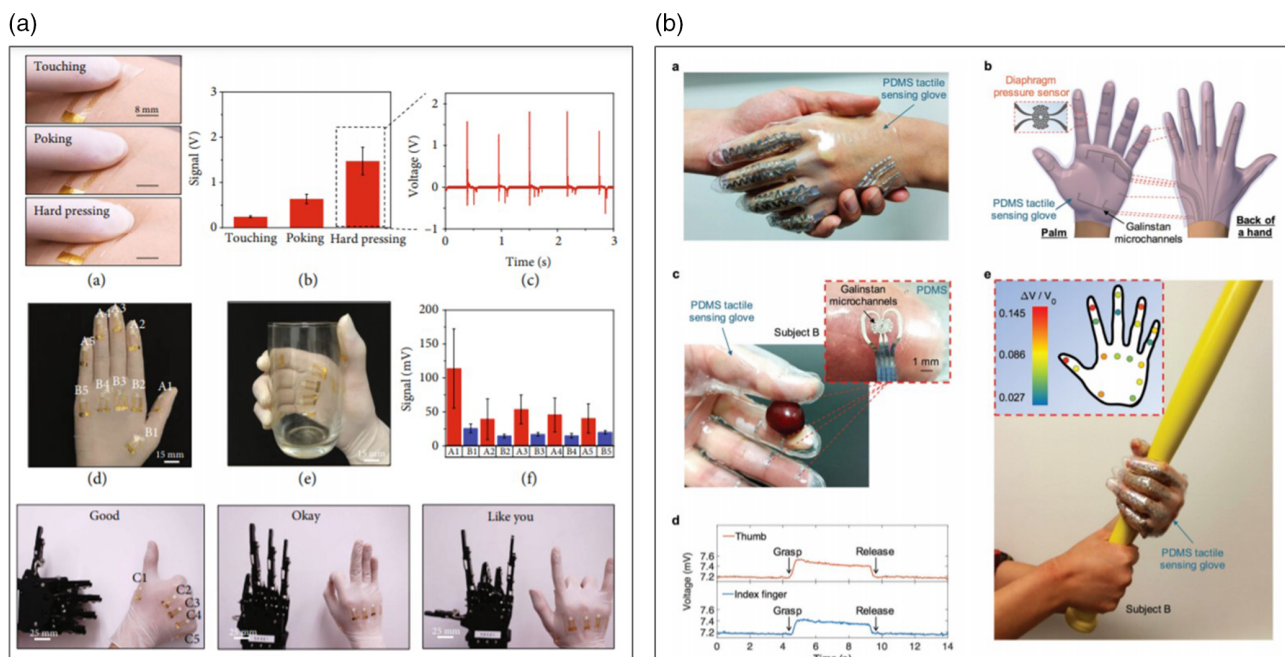 (a)
Touching
8 mm
Poking
Hard pressing
3
2
1
0
Signal (V)
Touching
Poking
Hard pressing
2
1
0
−1
Voltage (V)
0
1
2
3
Time (s)
(a)
(b)
(c)
A4
A3
A2
A5
B5
B4
B3
B2
A1
B1
15 mm
15 mm
200
150
100
50
0
Signal (mV)
A1
B1
A2
B2
A3
B3
A4
B4
A5
B5
(d)
(e)
(f)
Good
Okay
Like you
C1
C2
C3
C4
C5
25 mm
25 mm
25 mm
(b)
a
PDMS tactile
sensing glove
b
Diaphragm
pressure sensor
PDMS tactile
sensing glove
Palm
Galinstan
microchannels
Back of
a hand
c
PDMS tactile
sensing glove
Subject B
Galinstan
microchannels
PDMS
1 mm
d
Voltage (mV)
7.6
7.4
7.2
Thumb
Grasp
Release
7.6
7.4
7.2
Index finger
Grasp
Release
0
2
4
6
8
10
12
14
Time (s)
e
ΔV / V0
0.145
0.086
0.027
PDMS tactile
sensing glove
Subject B